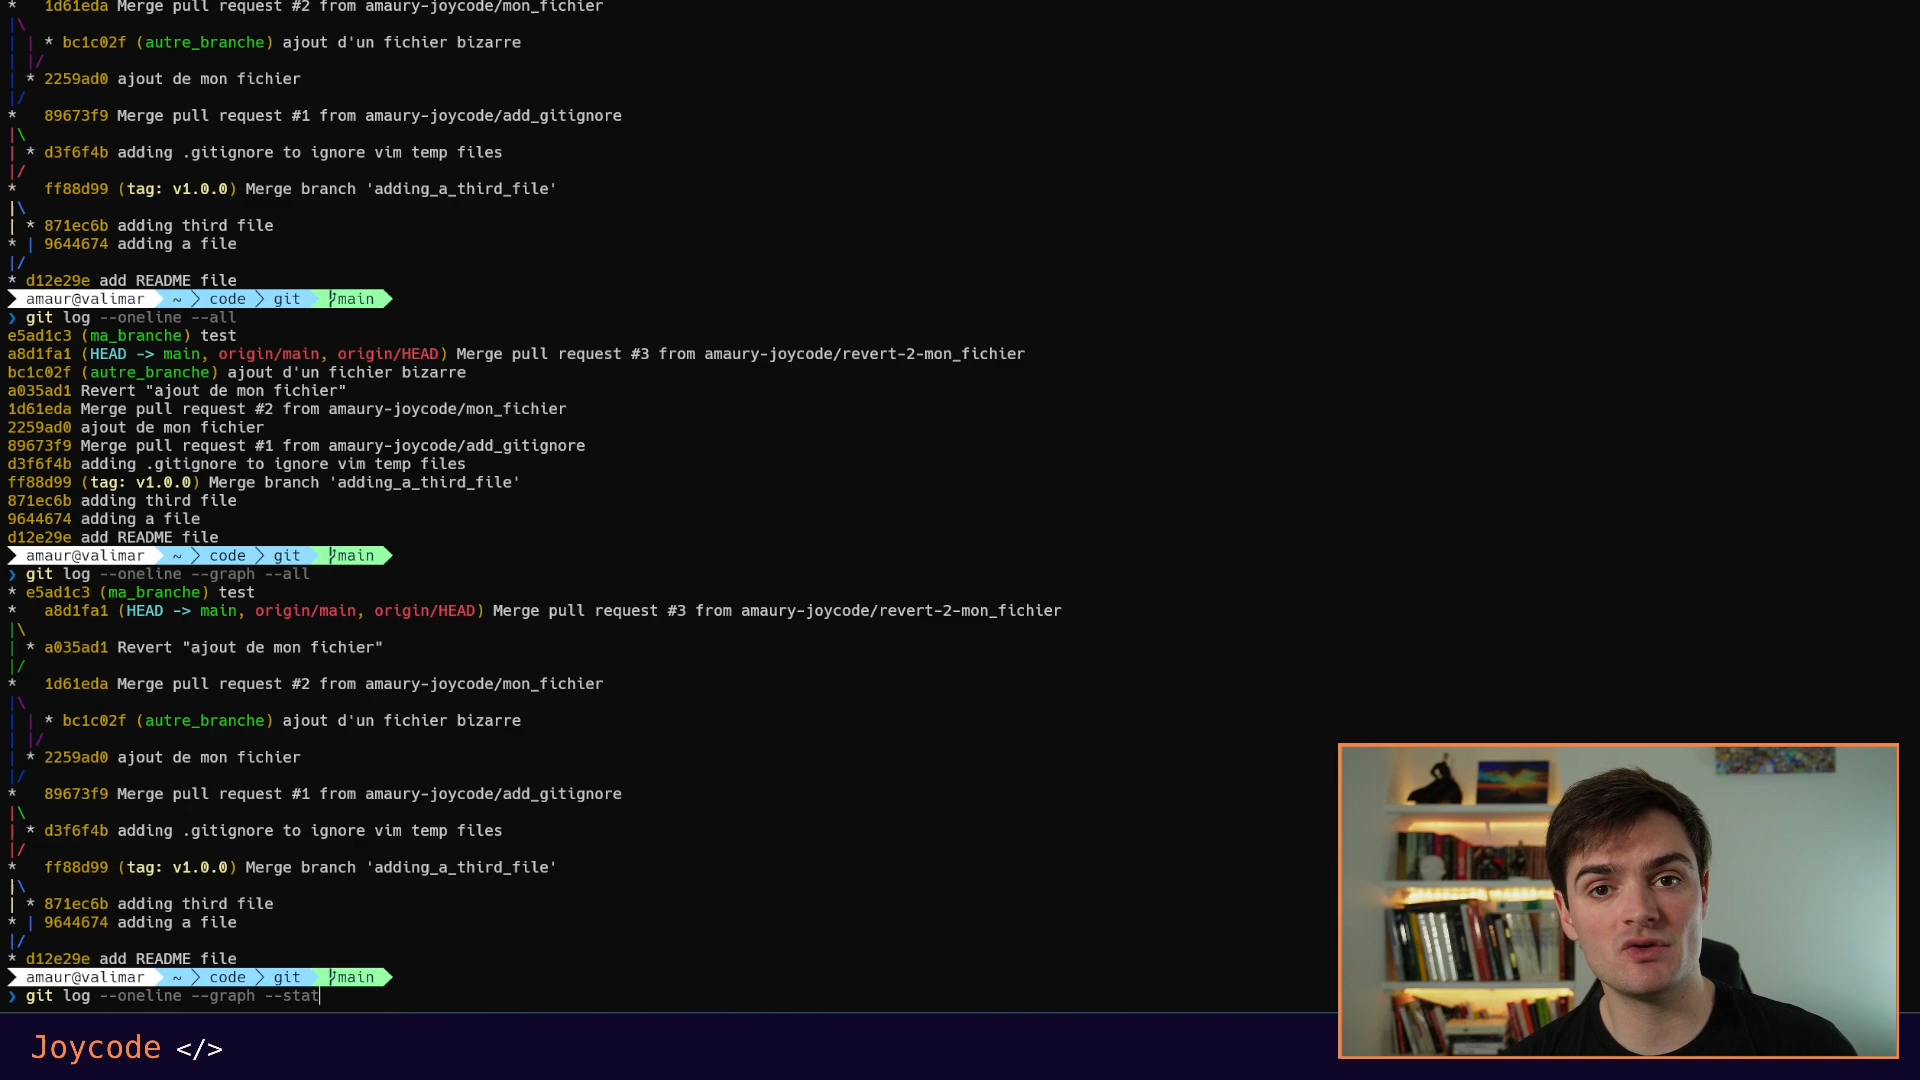 * 1d61eda Merge pull request #2 from amaury-joycode/mon_fichier
|\
| | * bc1c02f (autre_branche) ajout d'un fichier bizarre
| |/
| * 2259ad0 ajout de mon fichier
|/
* 89673f9 Merge pull request #1 from amaury-joycode/add_gitignore
|\
| * d3f6f4b adding .gitignore to ignore vim temp files
|/
* ff88d99 (tag: v1.0.0) Merge branch 'adding_a_third_file'
|\
| * 871ec6b adding third file
* | 9644674 adding a file
|/
* d12e29e add README file
amaur@valimar ~ code git main
❯ git log --oneline --all
e5ad1c3 (ma_branche) test
a8d1fa1 (HEAD -> main, origin/main, origin/HEAD) Merge pull request #3 from amaury-joycode/revert-2-mon_fichier
bc1c02f (autre_branche) ajout d'un fichier bizarre
a035ad1 Revert "ajout de mon fichier"
1d61eda Merge pull request #2 from amaury-joycode/mon_fichier
2259ad0 ajout de mon fichier
89673f9 Merge pull request #1 from amaury-joycode/add_gitignore
d3f6f4b adding .gitignore to ignore vim temp files
ff88d99 (tag: v1.0.0) Merge branch 'adding_a_third_file'
871ec6b adding third file
9644674 adding a file
d12e29e add README file
amaur@valimar ~ code git main
❯ git log --oneline --graph --all
* e5ad1c3 (ma_branche) test
* a8d1fa1 (HEAD -> main, origin/main, origin/HEAD) Merge pull request #3 from amaury-joycode/revert-2-mon_fichier
|\
| * a035ad1 Revert "ajout de mon fichier"
|/
* 1d61eda Merge pull request #2 from amaury-joycode/mon_fichier
|\
| | * bc1c02f (autre_branche) ajout d'un fichier bizarre
| |/
| * 2259ad0 ajout de mon fichier
|/
* 89673f9 Merge pull request #1 from amaury-joycode/add_gitignore
|\
| * d3f6f4b adding .gitignore to ignore vim temp files
|/
* ff88d99 (tag: v1.0.0) Merge branch 'adding_a_third_file'
|\
| * 871ec6b adding third file
* | 9644674 adding a file
|/
* d12e29e add README file
amaur@valimar ~ code git main
❯ git log --oneline --graph --stat
Joycode </>